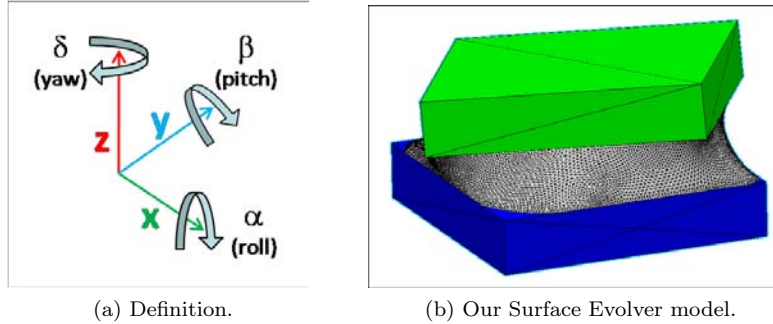 δ
(yaw)
β
(pitch)
z
y
x
α
(roll)
(a) Definition.
(b) Our Surface Evolver model.